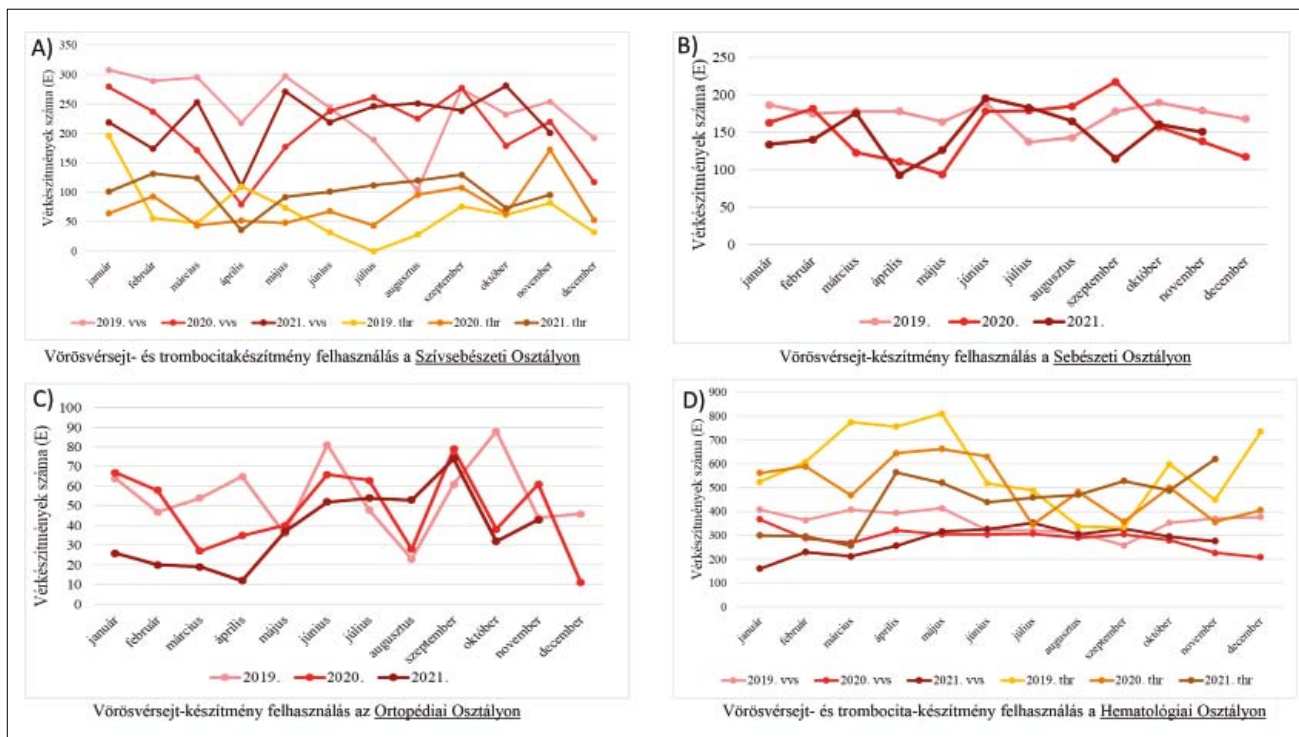 A)
Vérkészítmények száma (E)
350
300
250
200
150
100
50
0
január
február
március
április
május
június
július
augusztus
szeptember
október
november
december
2019. vvs 2020. vvs 2021. vvs 2019. thr 2020. thr 2021. thr
Vörösvérsejt- és trombocitakészítmény felhasználás a Szívsebészeti Osztályon
B)
Vérkészítmények száma (E)
250
200
150
100
50
0
január
február
március
április
május
június
július
augusztus
szeptember
október
november
december
2019. 2020. 2021.
Vörösvérsejt-készítmény felhasználás a Sebészeti Osztályon
C)
Vérkészítmények száma (E)
100
90
80
70
60
50
40
30
20
10
0
január
február
március
április
május
június
július
augusztus
szeptember
október
november
december
2019. 2020. 2021.
Vörösvérsejt-készítmény felhasználás az Ortopédiai Osztályon
D)
Vérkészítmények száma (E)
900
800
700
600
500
400
300
200
100
0
január
február
március
április
május
június
július
augusztus
szeptember
október
november
december
2019. vvs 2020. vvs 2021. vvs 2019. thr 2020. thr 2021. thr
Vörösvérsejt- és trombocita-készítmény felhasználás a Hematológiai Osztályon